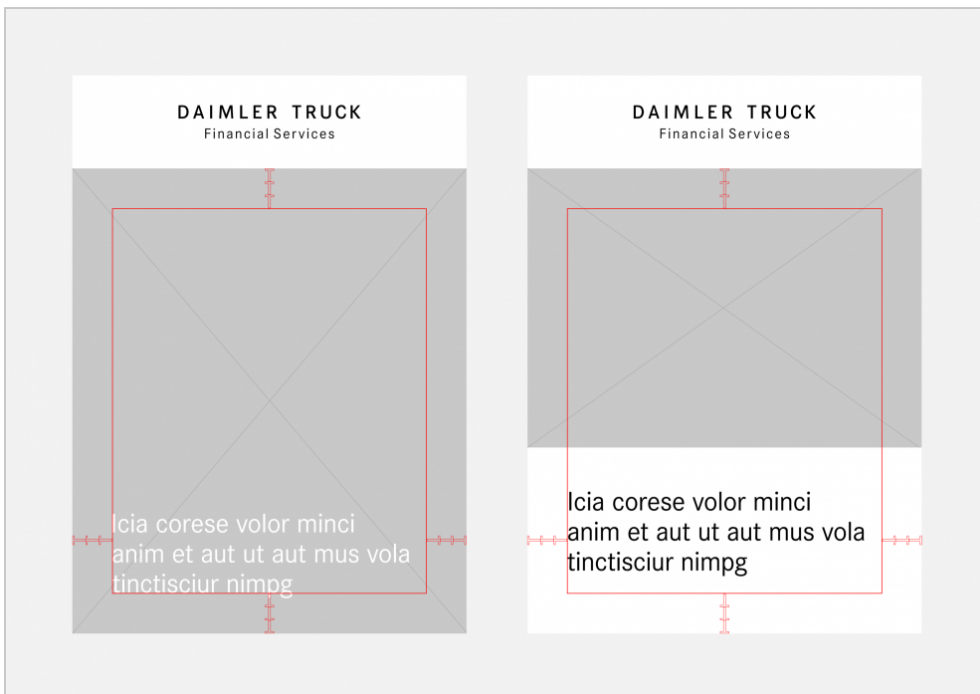 DAIMLER TRUCK
Financial Services
Icia corese volor minci
anim et aut ut aut mus vola
tinctisciur nimpg
DAIMLER TRUCK
Financial Services
Icia corese volor minci
anim et aut ut aut mus vola
tinctisciur nimpg